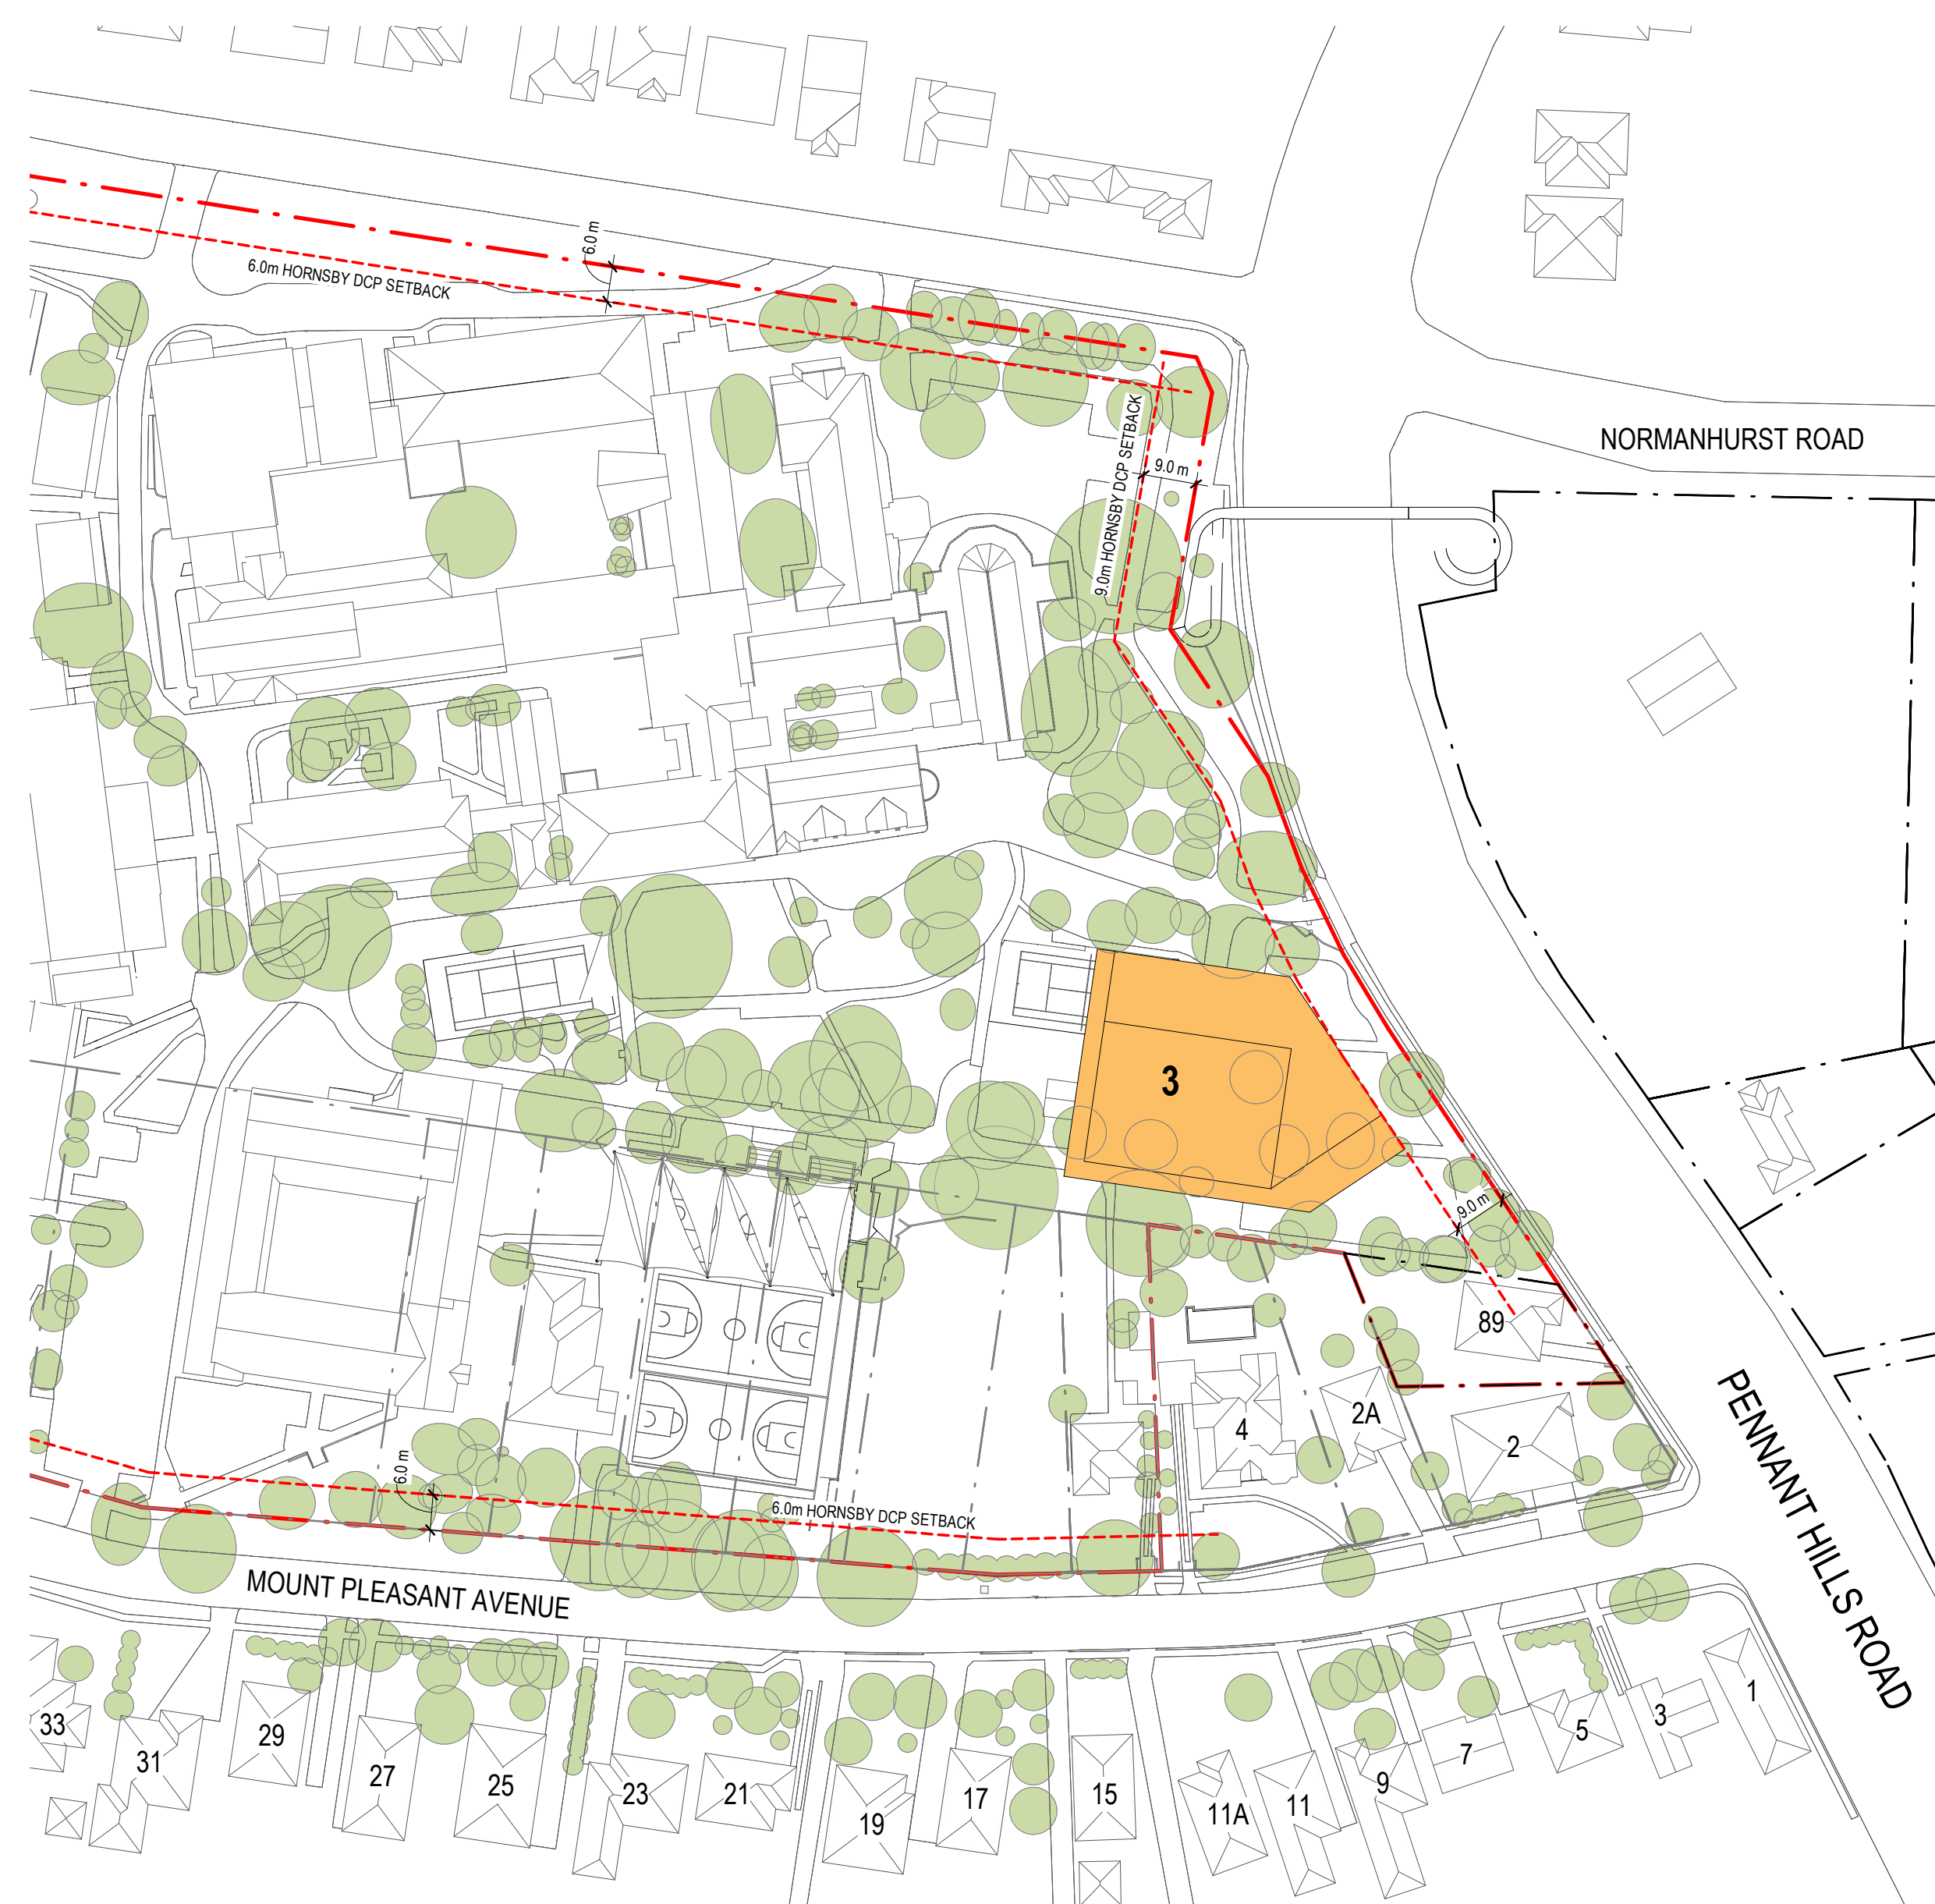 6.0 m
6.0m HORNSBY DCP SETBACK
NORMANHURST ROAD
9.0 m
9.0m HORNSBY DCP SETBACK
3
9.0 m
89
2A
4
2
6.0 m
6.0m HORNSBY DCP SETBACK
PENNANT HILLS ROAD
MOUNT PLEASANT AVENUE
33
31
29
27
25
23
21
19
17
15
11A
11
9
7
5
3
1